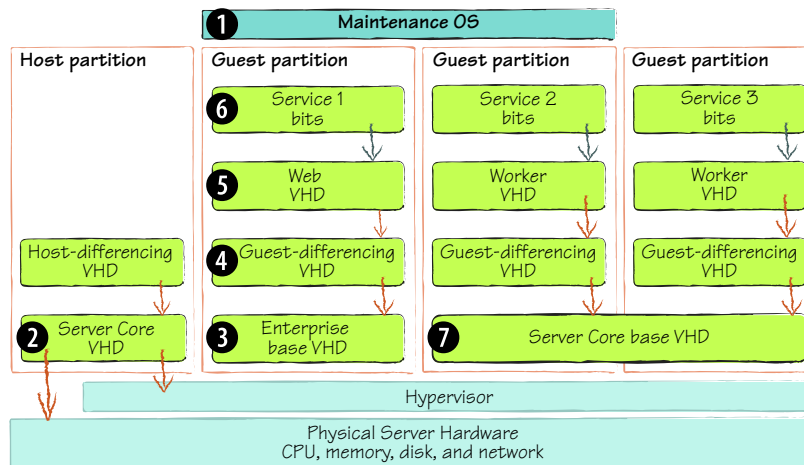 1 Maintenance OS
Host partition
Guest partition
Guest partition
Guest partition
6 Service 1
bits
Service 2
bits
Service 3
bits
5 Web
VHD
Worker
VHD
Worker
VHD
Host-differencing
VHD
4 Guest-differencing
VHD
Guest-differencing
VHD
Guest-differencing
VHD
2 Server Core
VHD
3 Enterprise
base VHD
7 Server Core base VHD
Hypervisor
Physical Server Hardware
CPU, memory, disk, and network